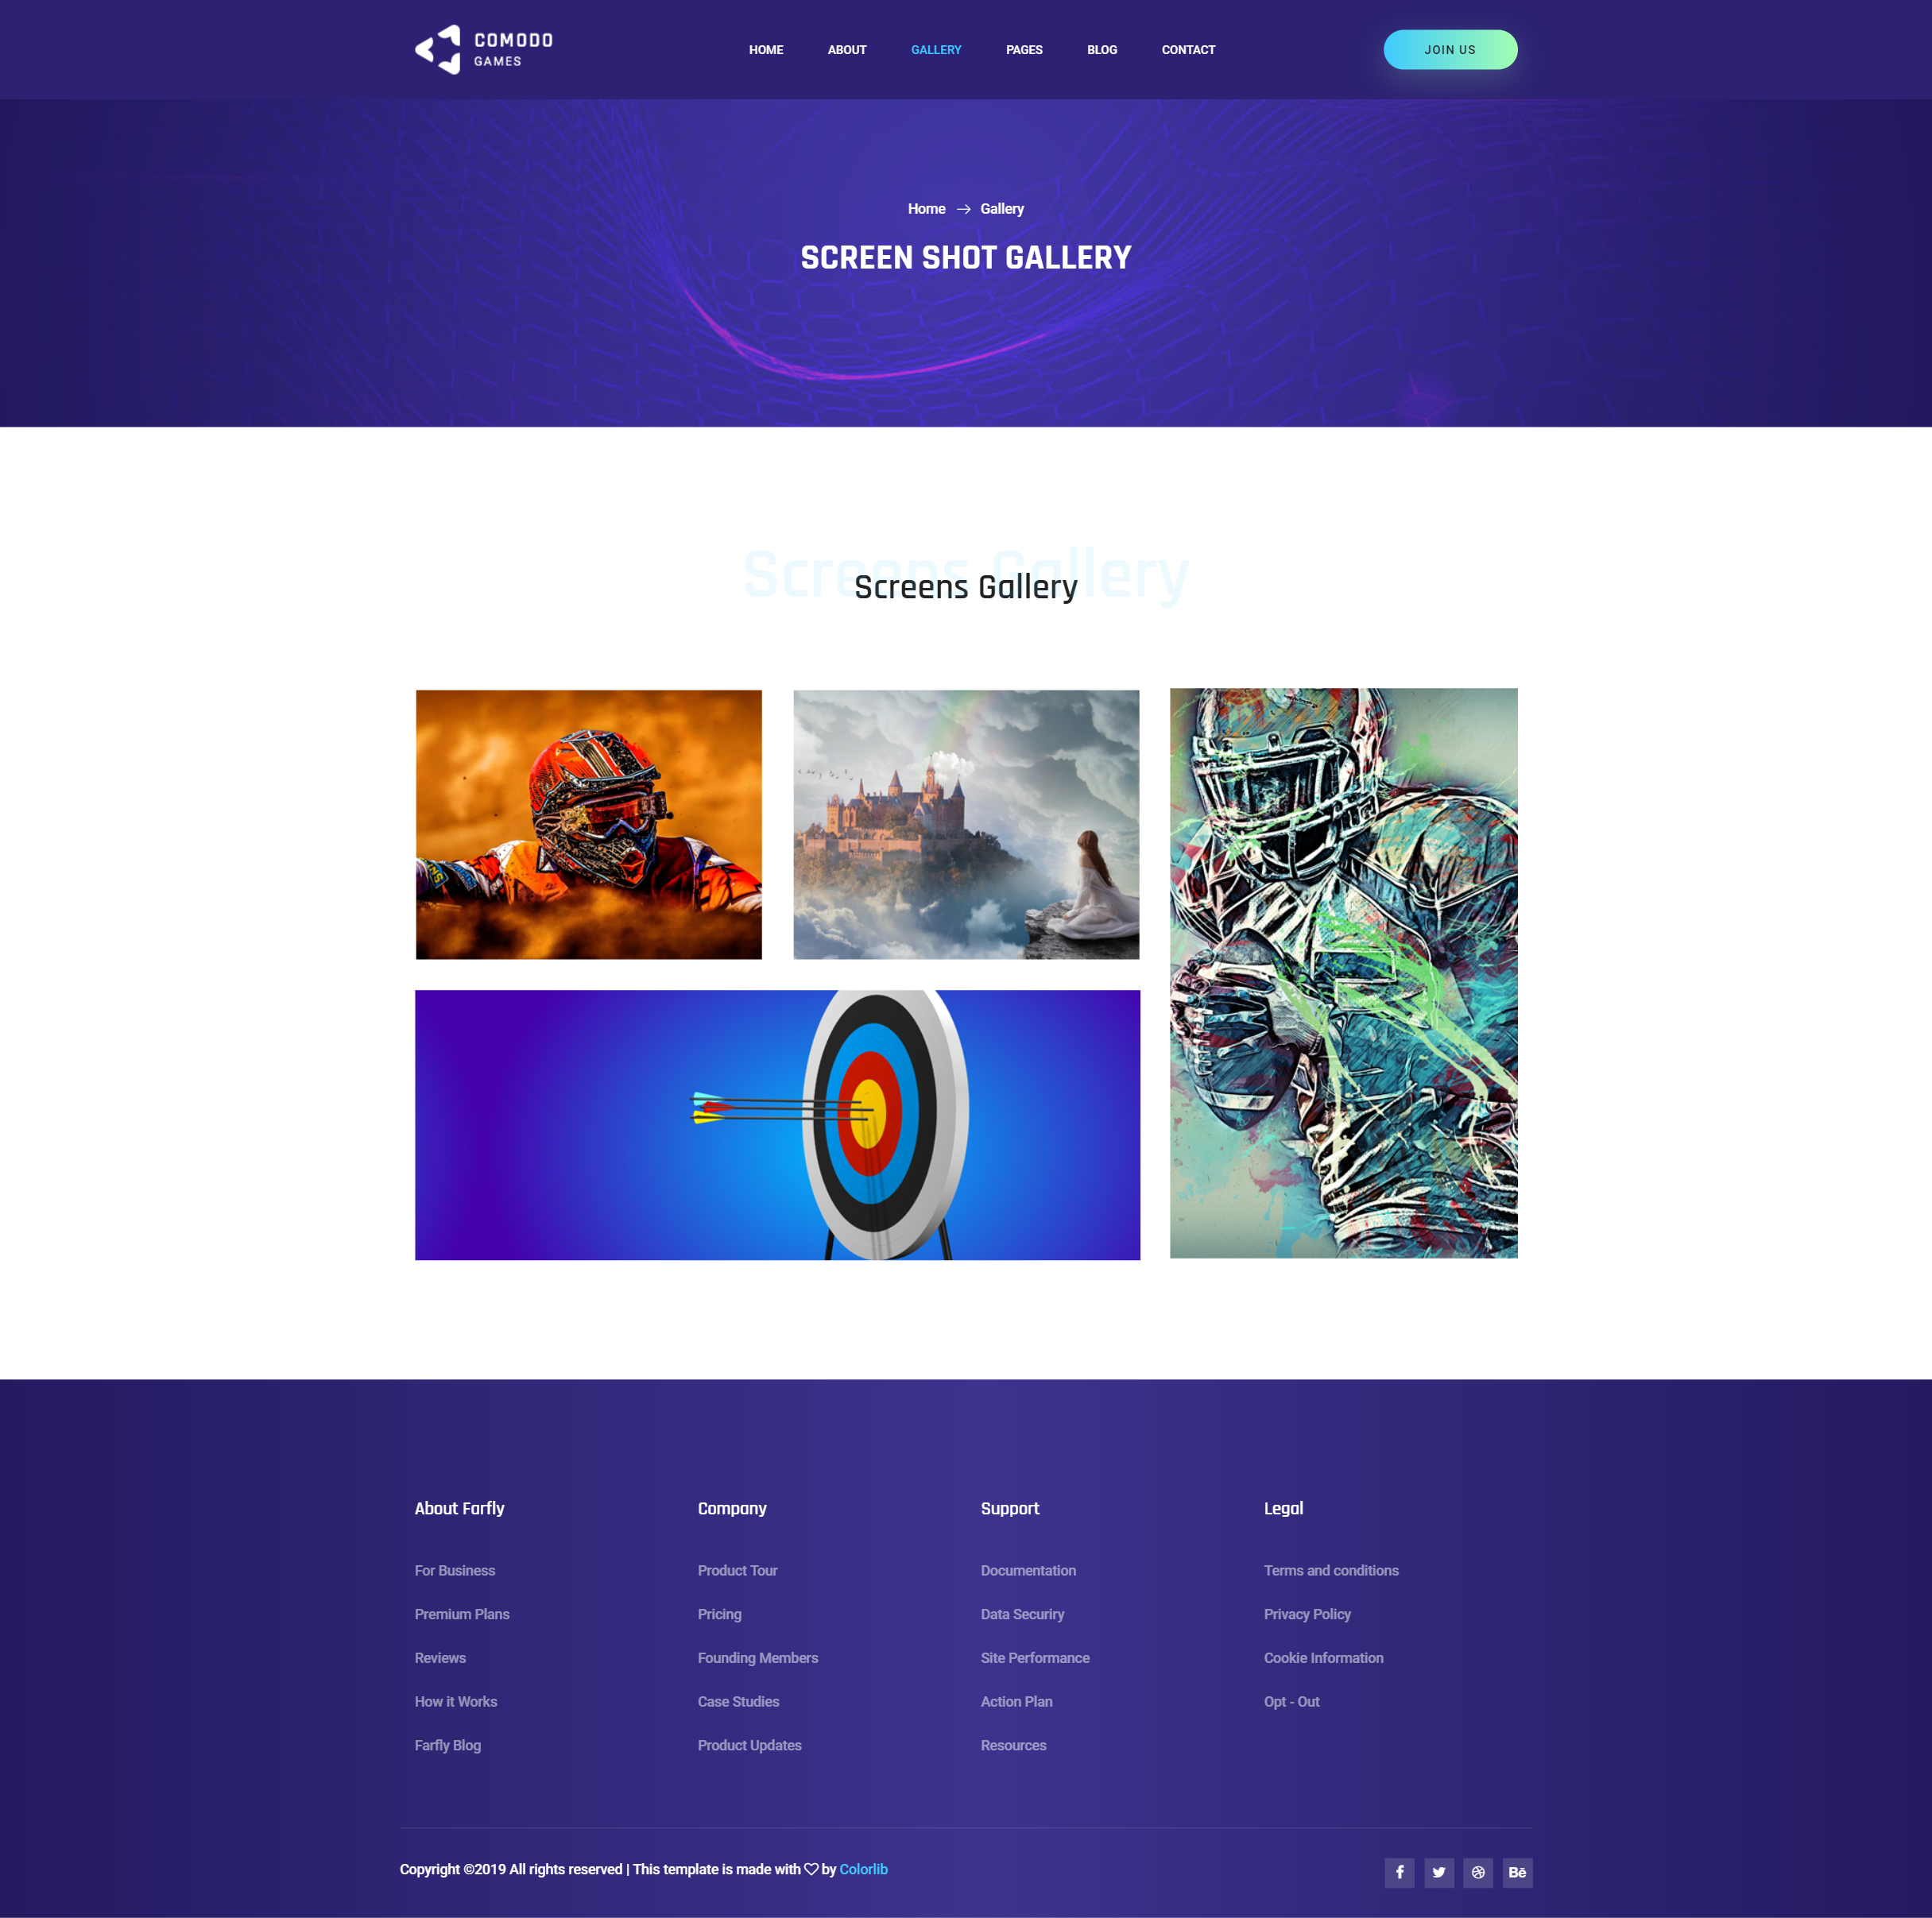 COMODO
GAMES
HOME ABOUT GALLERY PAGES BLOG CONTACT
JOIN US
Home → Gallery
SCREEN SHOT GALLERY
Screens Gallery
Screens Gallery
About Farfly
For Business
Premium Plans
Reviews
How it Works
Farfly Blog
Company
Product Tour
Pricing
Founding Members
Case Studies
Product Updates
Support
Documentation
Data Securiry
Site Performance
Action Plan
Resources
Legal
Terms and conditions
Privacy Policy
Cookie Information
Opt - Out
Copyright ©2019 All rights reserved | This template is made with ♡ by Colorlib
Bē